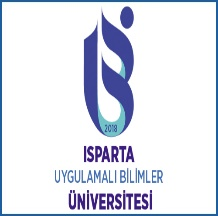 2018
ISPARTA
UYGULAMALI BİLİMLER
ÜNİVERSİTESİ